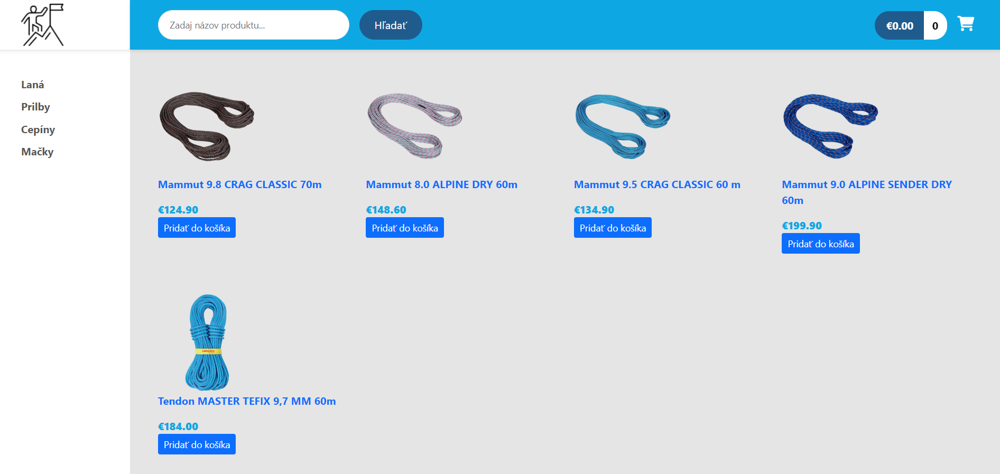 Zadaj názov produktu...
Hľadať
€0.00
0
Laná
Prilby
Cepíny
Mačky
Mammut 9.8 CRAG CLASSIC 70m
€124.90
Pridať do košíka
Mammut 8.0 ALPINE DRY 60m
€148.60
Pridať do košíka
Mammut 9.5 CRAG CLASSIC 60 m
€134.90
Pridať do košíka
Mammut 9.0 ALPINE SENDER DRY
60m
€199.90
Pridať do košíka
Tendon MASTER TEFIX 9,7 MM 60m
€184.00
Pridať do košíka